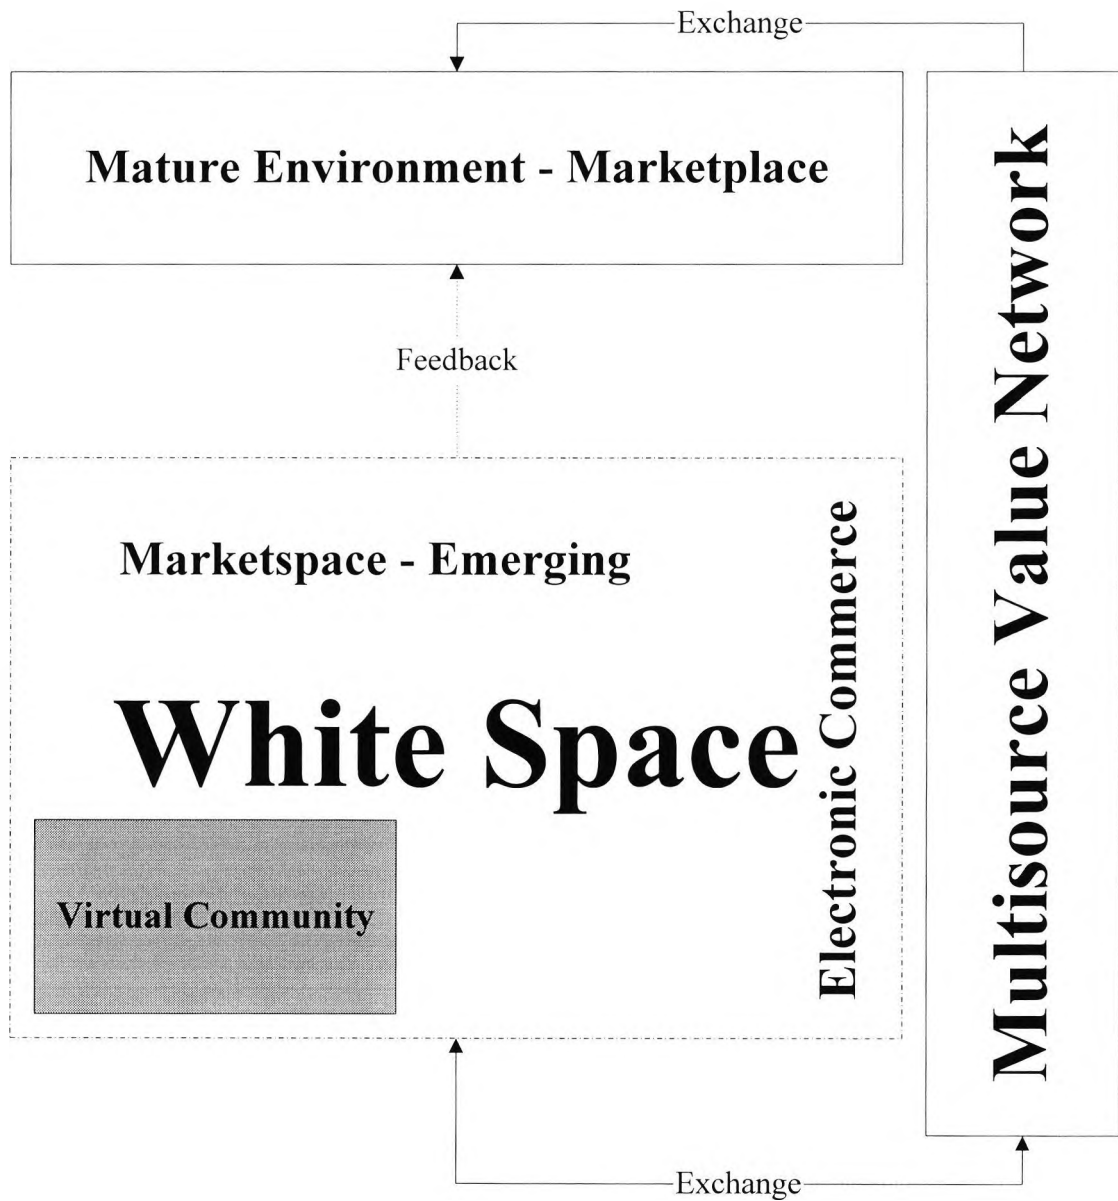 Exchange
Mature Environment - Marketplace
Feedback
Marketspace - Emerging
White Space
Virtual Community
Electronic Commerce
Multisource Value Network
Exchange